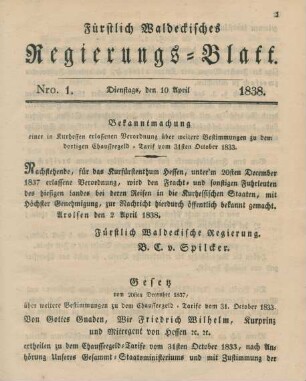 1
Fürstlich Waldeckisches
Regierungs-Blatt.
Nro. 1. Dienstags, den 10 April 1838.
Bekanntmachung
einer in Kurhessen erlassenen Verordnung über weitere Bestimmungen zu dem
dortigen Chausseegeld-Tarif vom 31sten October 1833.
Nachstehende, für das Kurfürstenthum Hessen, unter'm 20sten December
1837 erlassene Verordnung, wird den Fracht- und sonstigen Fuhrleuten
des hiesigen Landes bei deren Reisen in die Kurhessischen Staaten, mit
Höchster Genehmigung, zur Nachricht hierdurch öffentlich bekannt gemacht.
Arolsen den 2 April 1838.
Fürstlich Waldeckische Regierung.
B. C. v. Spilcker.
Gesetz
vom 20sten December 1837,
über weitere Bestimmungen zu dem Chausseegeld-Tarife vom 31. October 1833.
Von Gottes Gnaden, Wir Friedrich Wilhelm, Kurprinz
und Mitregent von Hessen ꝛc. ꝛc.
ertheilen zu dem Chausseegeld-Tarife vom 31sten October 1833, nach An-
hörung Unseres Gesammt-Staatsministeriums und mit Zustimmung der